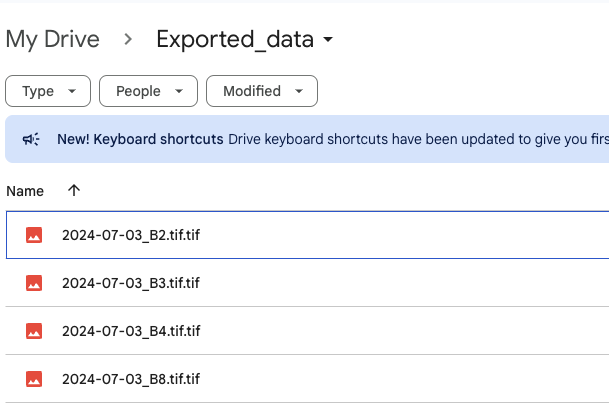 My Drive > Exported_data
Type People Modified
New! Keyboard shortcuts Drive keyboard shortcuts have been updated to give you
Name
2024-07-03_B2.tif.tif
2024-07-03_B3.tif.tif
2024-07-03_B4.tif.tif
2024-07-03_B8.tif.tif